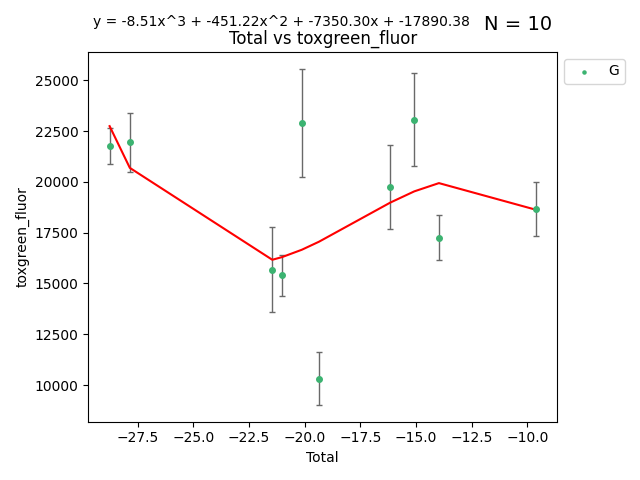 y = -8.51x^3 + -451.22x^2 + -7350.30x + -17890.38 N = 10
Total vs toxgreen_fluor
G
25000
22500
20000
17500
15000
12500
10000
toxgreen_fluor
−27.5 −25.0 −22.5 −20.0 −17.5 −15.0 −12.5 −10.0
Total